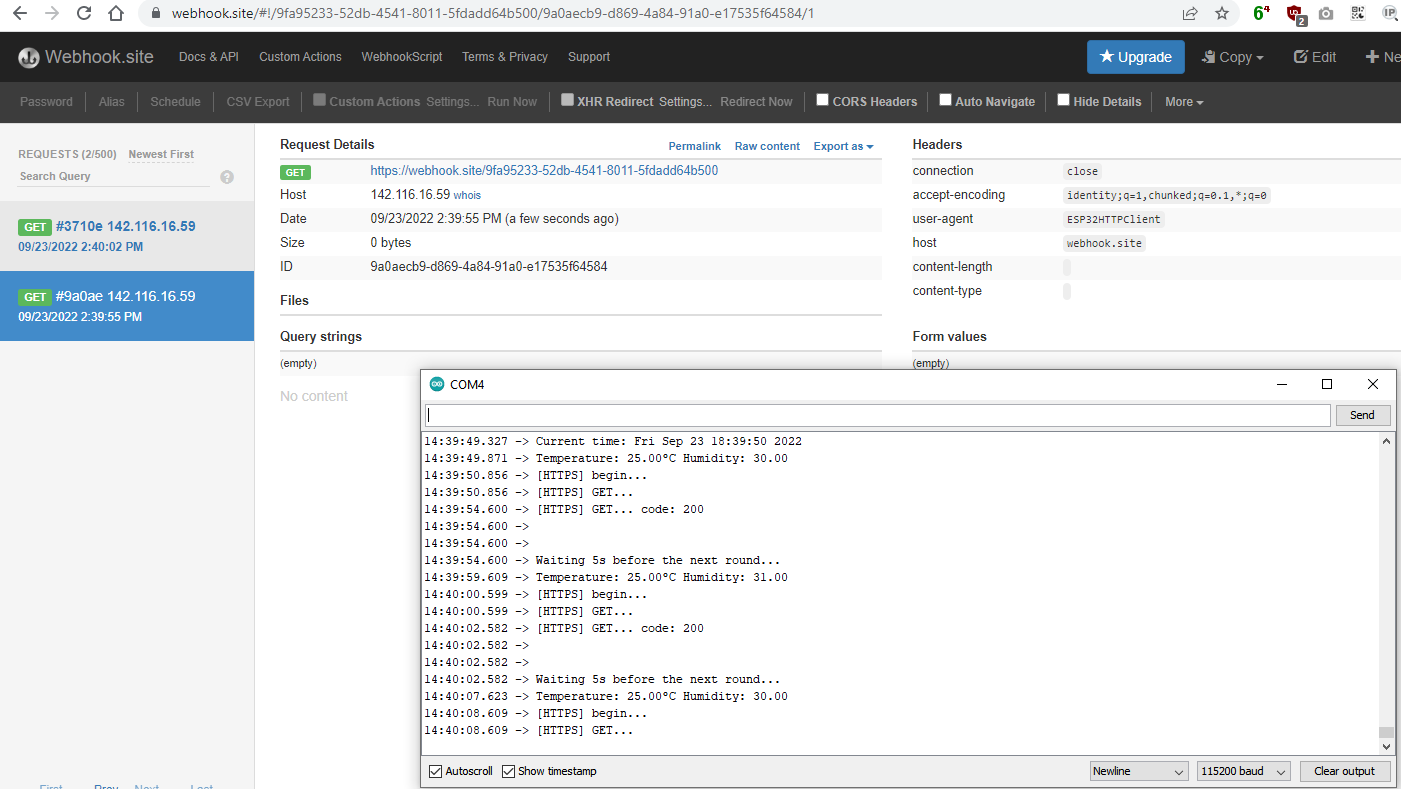 webhook.site/#!/9fa95233-52db-4541-8011-5fdadd64b500/9a0aecb9-d869-4a84-91a0-e17535f64584/1
6⁴
2
IP
Webhook.site Docs & API Custom Actions WebhookScript Terms & Privacy Support Upgrade Copy Edit Ne
Password Alias Schedule CSV Export Custom Actions Settings... Run Now XHR Redirect Settings... Redirect Now CORS Headers Auto Navigate Hide Details More
REQUESTS (2/500) Newest First
Search Query ?
GET #3710e 142.116.16.59
09/23/2022 2:40:02 PM
GET #9a0ae 142.116.16.59
09/23/2022 2:39:55 PM
First Prev Next Last
Request Details Permalink Raw content Export as
GET https://webhook.site/9fa95233-52db-4541-8011-5fdadd64b500
Host 142.116.16.59 whois
Date 09/23/2022 2:39:55 PM (a few seconds ago)
Size 0 bytes
ID 9a0aecb9-d869-4a84-91a0-e17535f64584
Files
Query strings
(empty)
No content
Headers
connection close
accept-encoding identity;q=1,chunked;q=0.1,*;q=0
user-agent ESP32HTTPClient
host webhook.site
content-length
content-type
Form values
(empty)
COM4
Send
14:39:49.327 -> Current time: Fri Sep 23 18:39:50 2022
14:39:49.871 -> Temperature: 25.00°C Humidity: 30.00
14:39:50.856 -> [HTTPS] begin...
14:39:50.856 -> [HTTPS] GET...
14:39:54.600 -> [HTTPS] GET... code: 200
14:39:54.600 ->
14:39:54.600 ->
14:39:54.600 -> Waiting 5s before the next round...
14:39:59.609 -> Temperature: 25.00°C Humidity: 31.00
14:40:00.599 -> [HTTPS] begin...
14:40:00.599 -> [HTTPS] GET...
14:40:02.582 -> [HTTPS] GET... code: 200
14:40:02.582 ->
14:40:02.582 ->
14:40:02.582 -> Waiting 5s before the next round...
14:40:07.623 -> Temperature: 25.00°C Humidity: 30.00
14:40:08.609 -> [HTTPS] begin...
14:40:08.609 -> [HTTPS] GET...
Autoscroll Show timestamp Newline 115200 baud Clear output